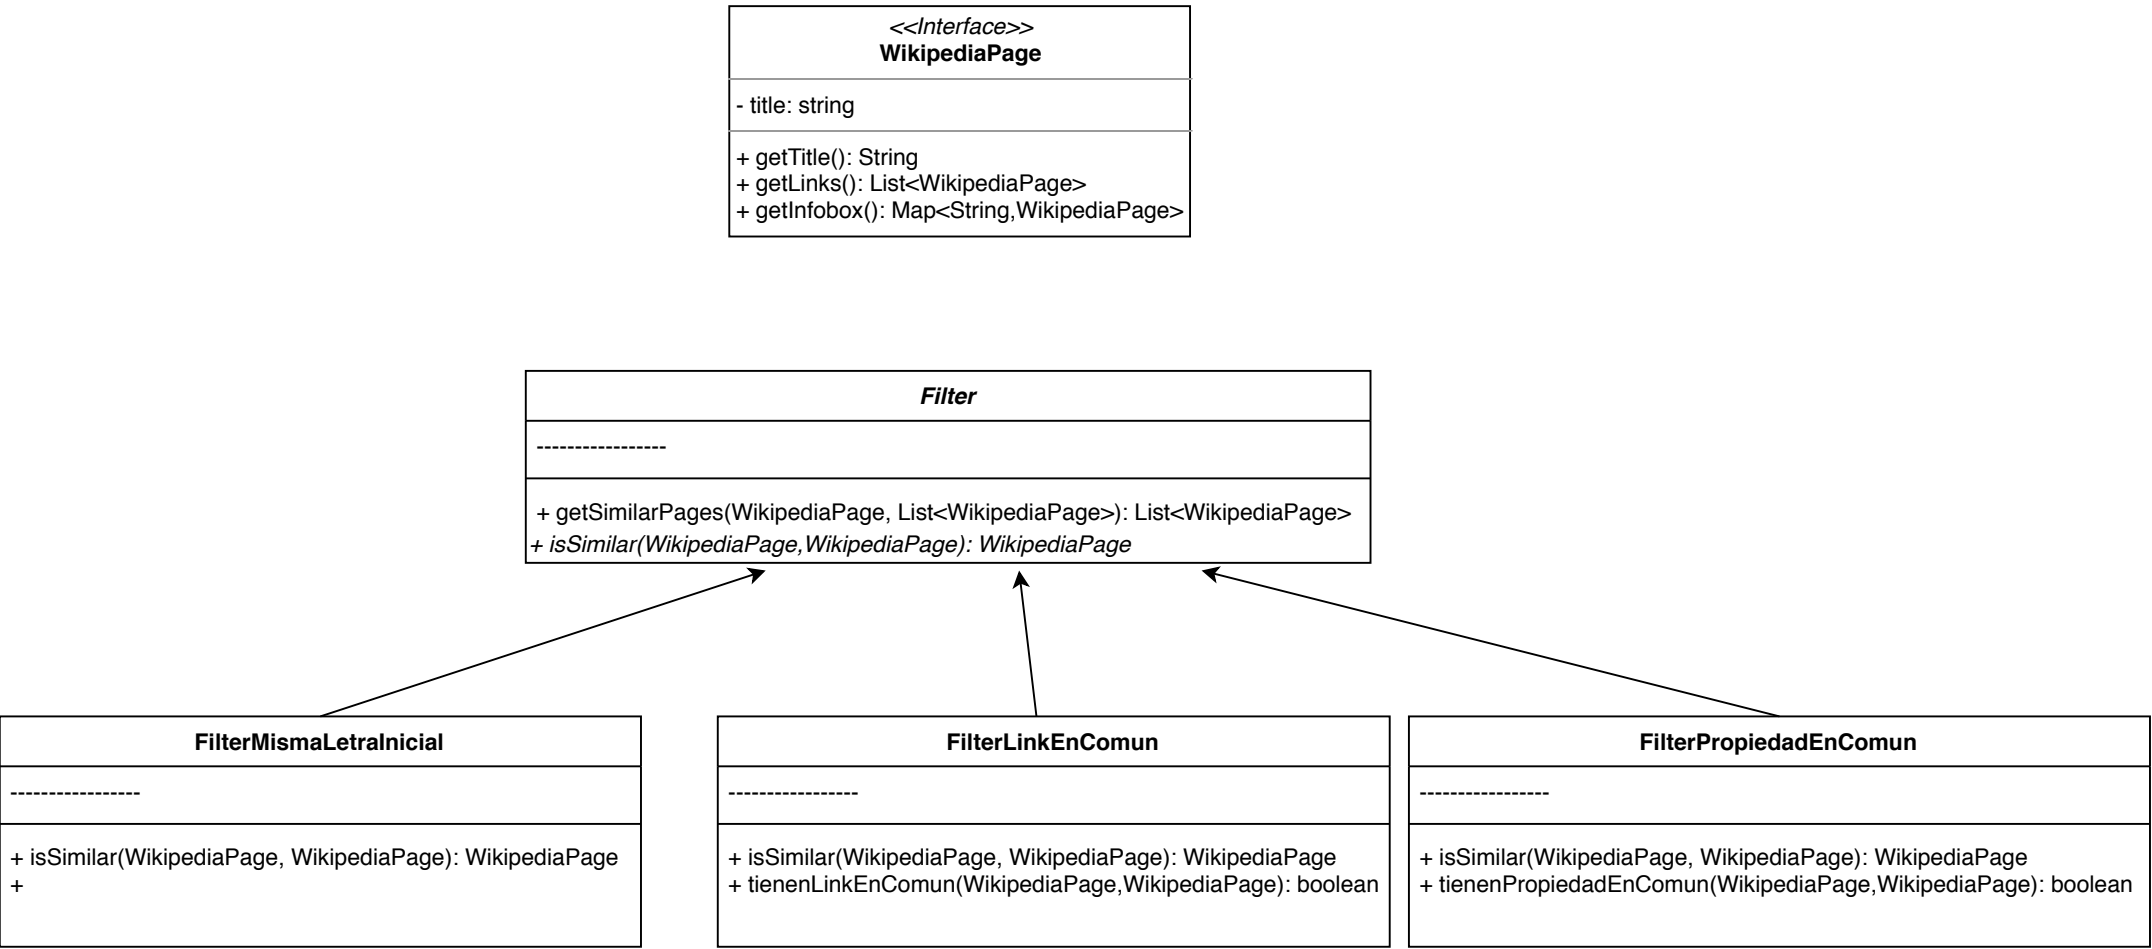 <<Interface>>
WikipediaPage
- title: string
+ getTitle(): String
+ getLinks(): List<WikipediaPage>
+ getInfobox(): Map<String,WikipediaPage>
Filter
-----------------
+ getSimilarPages(WikipediaPage, List<WikipediaPage>): List<WikipediaPage>
+ isSimilar(WikipediaPage,WikipediaPage): WikipediaPage
FilterMismaLetraInicial
-----------------
+ isSimilar(WikipediaPage, WikipediaPage): WikipediaPage
+
FilterLinkEnComun
-----------------
+ isSimilar(WikipediaPage, WikipediaPage): WikipediaPage
+ tienenLinkEnComun(WikipediaPage,WikipediaPage): boolean
FilterPropiedadEnComun
-----------------
+ isSimilar(WikipediaPage, WikipediaPage): WikipediaPage
+ tienenPropiedadEnComun(WikipediaPage,WikipediaPage): boolean